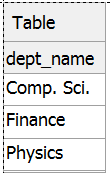 Table
dept_name
Comp. Sci.
Finance
Physics